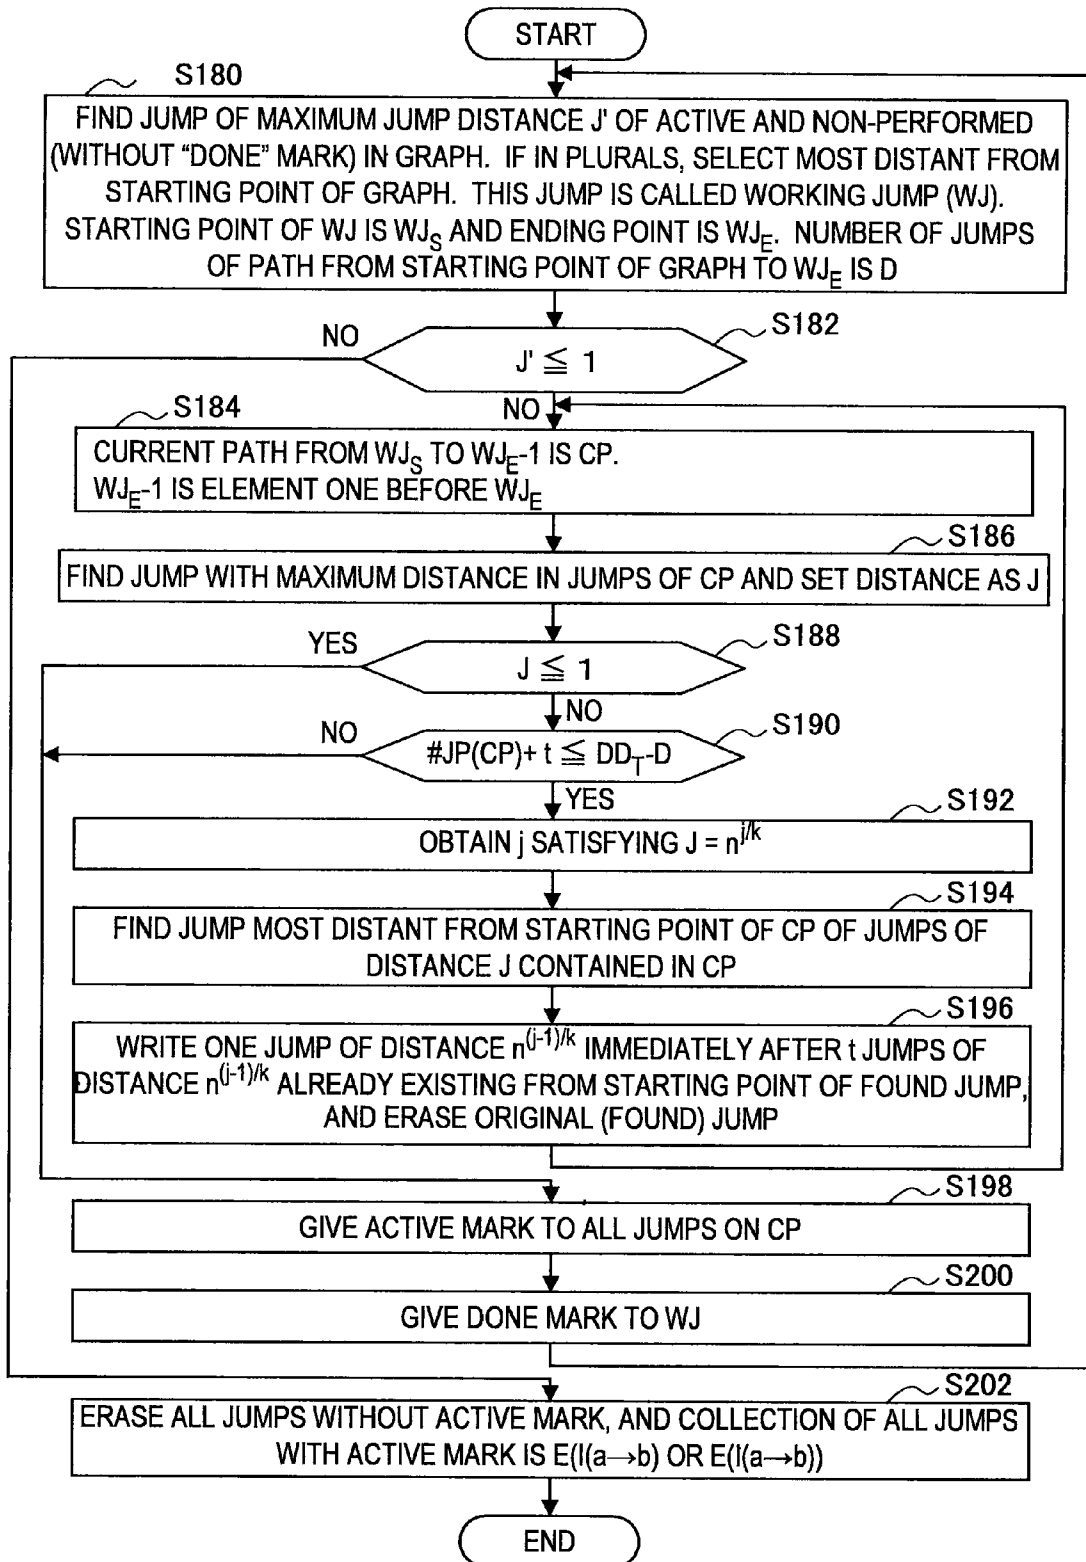 START
S180
FIND JUMP OF MAXIMUM JUMP DISTANCE J' OF ACTIVE AND NON-PERFORMED
(WITHOUT "DONE" MARK) IN GRAPH. IF IN PLURALS, SELECT MOST DISTANT FROM
STARTING POINT OF GRAPH. THIS JUMP IS CALLED WORKING JUMP (WJ).
STARTING POINT OF WJ IS WJS AND ENDING POINT IS WJE. NUMBER OF JUMPS
OF PATH FROM STARTING POINT OF GRAPH TO WJE IS D
S182
NO
J' ≦ 1
NO
S184
CURRENT PATH FROM WJS TO WJE-1 IS CP.
WJE-1 IS ELEMENT ONE BEFORE WJE
S186
FIND JUMP WITH MAXIMUM DISTANCE IN JUMPS OF CP AND SET DISTANCE AS J
S188
YES
J ≦ 1
NO
S190
NO
#JP(CP)+ t ≦ DDT-D
YES
S192
OBTAIN j SATISFYING J = n^j/k
S194
FIND JUMP MOST DISTANT FROM STARTING POINT OF CP OF JUMPS OF
DISTANCE J CONTAINED IN CP
S196
WRITE ONE JUMP OF DISTANCE n^(j-1)/k IMMEDIATELY AFTER t JUMPS OF
DISTANCE n^(j-1)/k ALREADY EXISTING FROM STARTING POINT OF FOUND JUMP,
AND ERASE ORIGINAL (FOUND) JUMP
S198
GIVE ACTIVE MARK TO ALL JUMPS ON CP
S200
GIVE DONE MARK TO WJ
S202
ERASE ALL JUMPS WITHOUT ACTIVE MARK, AND COLLECTION OF ALL JUMPS
WITH ACTIVE MARK IS E(I(a→b) OR E(I(a→b))
END